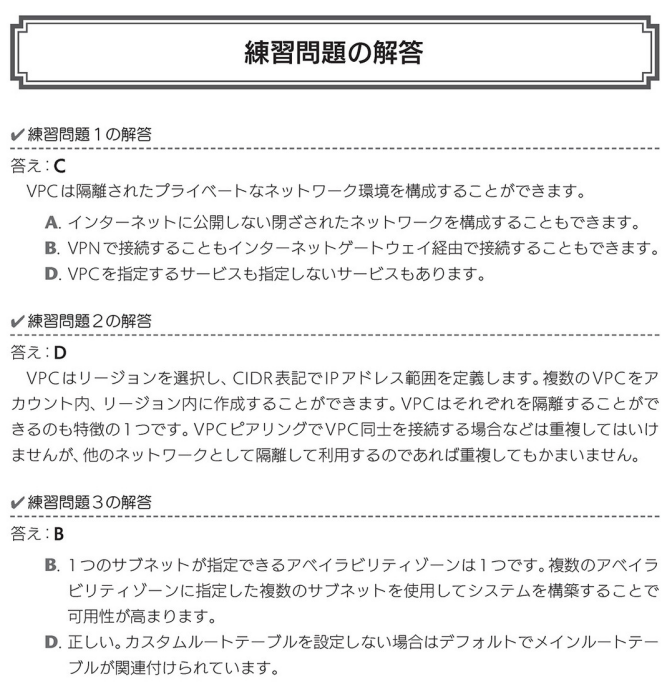 練習問題の解答
✔練習問題1の解答
答え：C
VPCは隔離されたプライベートなネットワーク環境を構成することができます。
A. インターネットに公開しない閉ざされたネットワークを構成することもできます。
B. VPNで接続することもインターネットゲートウェイ経由で接続することもできます。
D. VPCを指定するサービスも指定しないサービスもあります。
✔練習問題2の解答
答え：D
VPCはリージョンを選択し、CIDR表記でIPアドレス範囲を定義します。複数のVPCをア
カウント内、リージョン内に作成することができます。VPCはそれぞれを隔離することがで
きるのも特徴の1つです。VPCピアリングでVPC同士を接続する場合などは重複してはいけ
ませんが、他のネットワークとして隔離して利用するのであれば重複してもかまいません。
✔練習問題3の解答
答え：B
B. 1つのサブネットが指定できるアベイラビリティゾーンは1つです。複数のアベイラ
ビリティゾーンに指定した複数のサブネットを使用してシステムを構築することで
可用性が高まります。
D. 正しい。カスタムルートテーブルを設定しない場合はデフォルトでメインルートテー
ブルが関連付けられています。